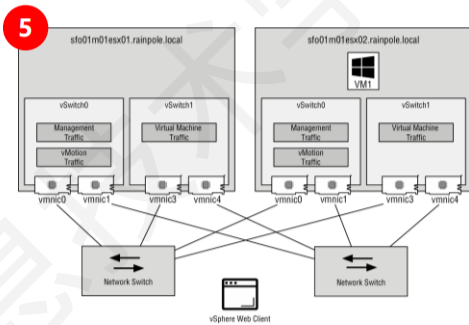 5
sfo01m01esx01.rainpole.local
sfo01m01esx02.rainpole.local
VM1
vSwitch0
vSwitch1
vSwitch0
vSwitch1
Management
Traffic
Virtual Machine
Traffic
Management
Traffic
Virtual Machine
Traffic
vMotion
Traffic
vMotion
Traffic
vmnic0
vmnic1
vmnic3
vmnic4
vmnic0
vmnic1
vmnic3
vmnic4
Network Switch
Network Switch
vSphere Web Client